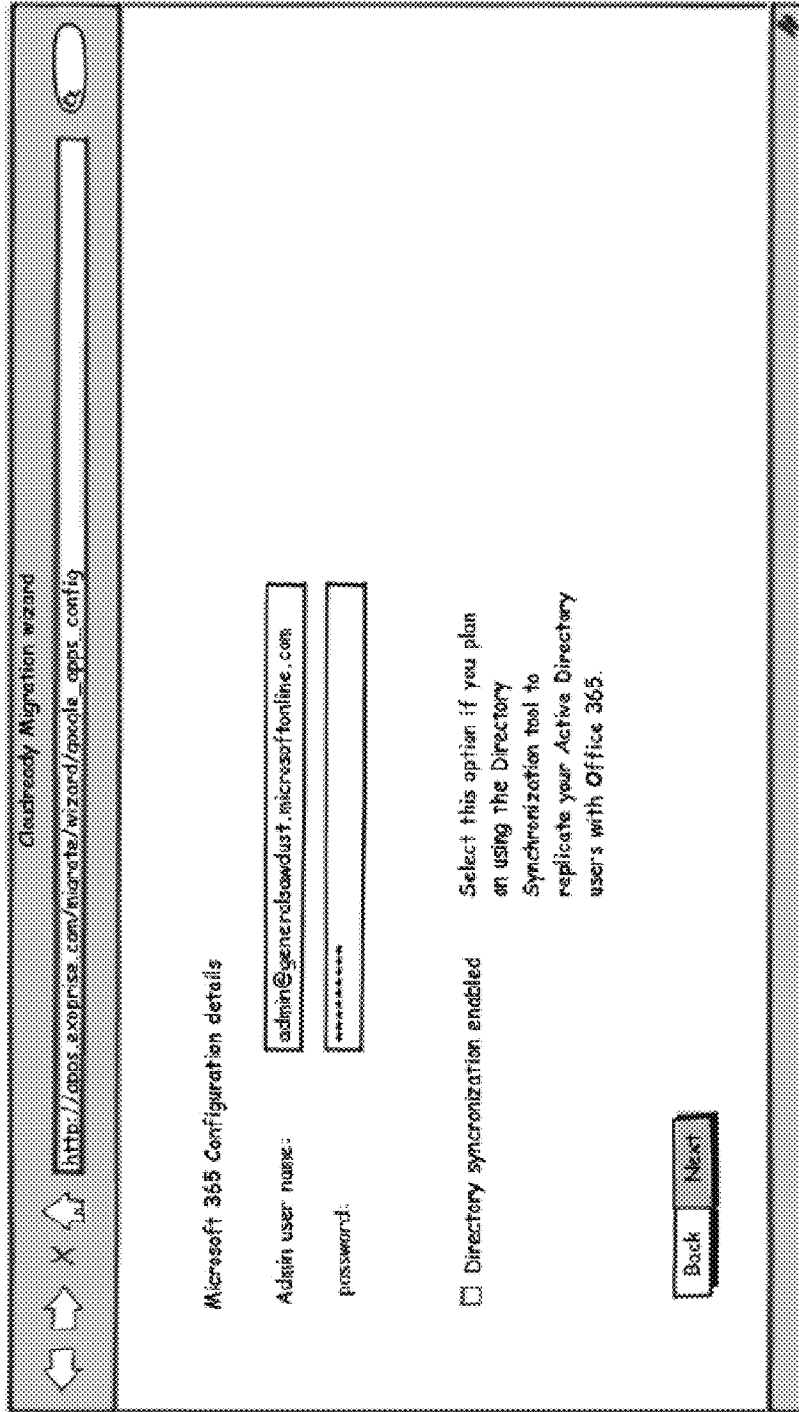 Cloudready Migration wizard
http://apps.exoprise.com/migrate/wizard/google_apps_config
Microsoft 365 Configuration details
Admin user name:
admin@generalsawdust.microsoftonline.com
password:
**********
Directory syncronization enabled
Select this option if you plan
on using the Directory
Synchronization tool to
replicate your Active Directory
users with Office 365.
Back
Next